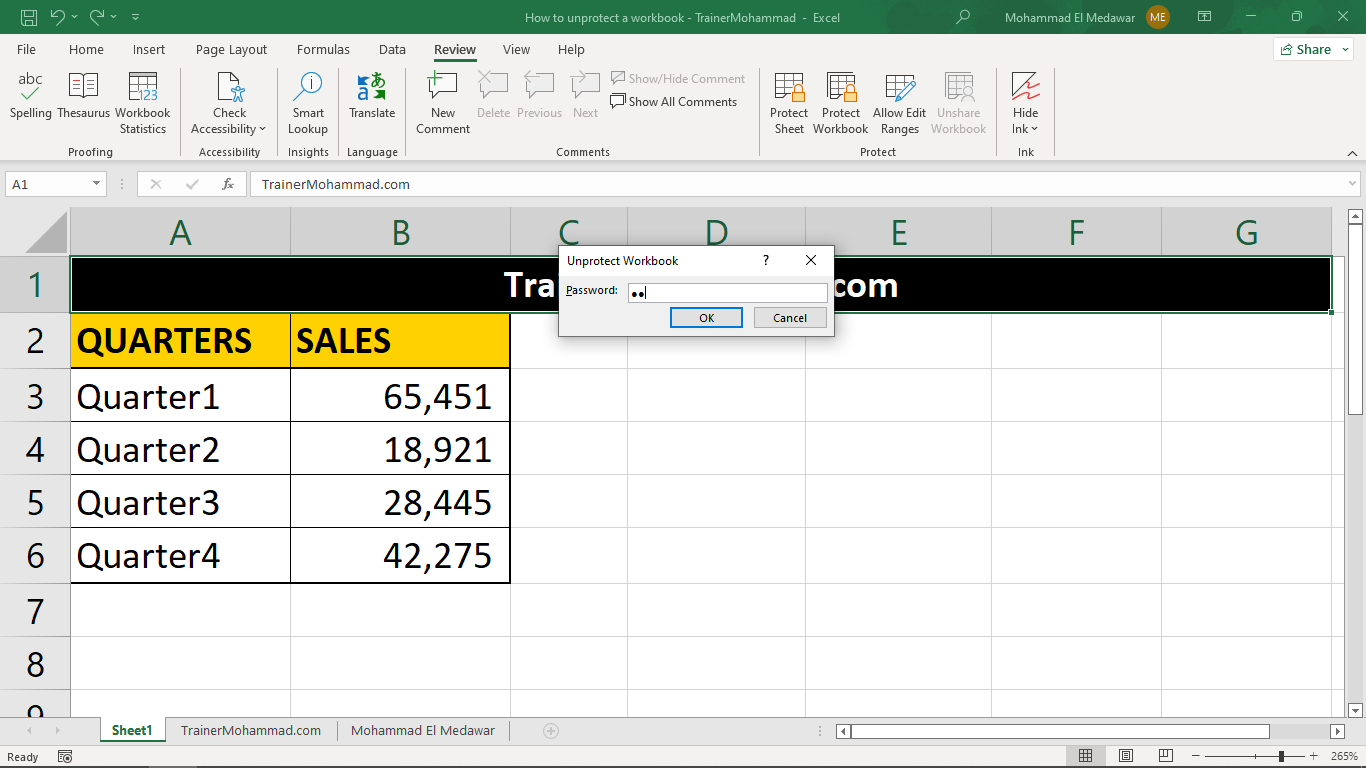 How to unprotect a workbook - TrainerMohammad - Excel
Mohammad El Medawar
ME
File Home Insert Page Layout Formulas Data Review View Help
Share
abc
Spelling
Thesaurus
Workbook
Statistics
Proofing
Check
Accessibility
Accessibility
Smart
Lookup
Insights
Translate
Language
New
Comment
Delete
Previous
Next
Show/Hide Comment
Show All Comments
Comments
Protect
Sheet
Protect
Workbook
Allow Edit
Ranges
Unshare
Workbook
Protect
Hide
Ink
Ink
A1
fx
TrainerMohammad.com
A B C D E F G
Unprotect Workbook ?
Password: ●●
OK Cancel
1 Trai com
2 QUARTERS SALES
3 Quarter1 65,451
4 Quarter2 18,921
5 Quarter3 28,445
6 Quarter4 42,275
7
8
9
Sheet1 TrainerMohammad.com Mohammad El Medawar
Ready
265%